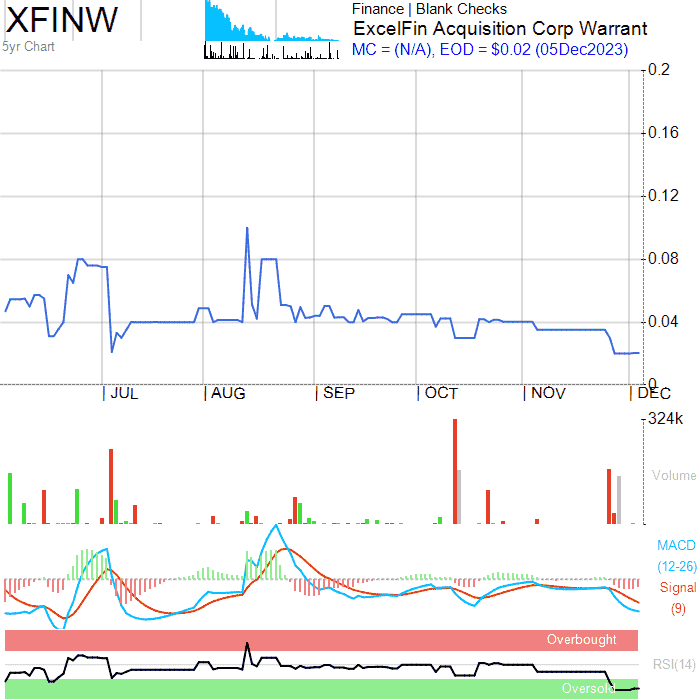 XFINW
5yr Chart
Finance | Blank Checks
ExcelFin Acquisition Corp Warrant
MC = (N/A), EOD = $0.02 (05Dec2023)
0.2
0.16
0.12
0.08
0.04
0
JUL AUG SEP OCT NOV DEC
324k
Volume
MACD
(12-26)
Signal
(9)
Overbought
RSI(14)
Oversold